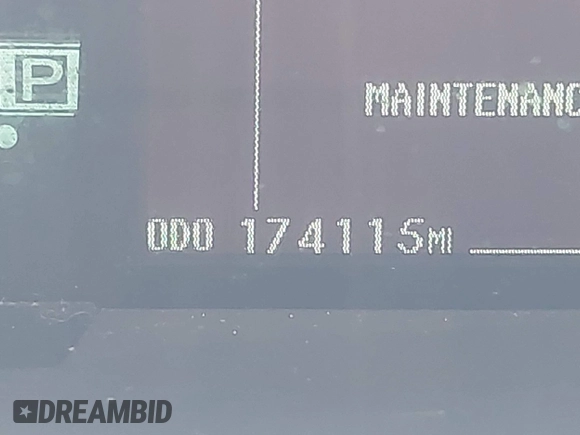 P
MAINTENANC
ODO 174115MI
DREAMBID